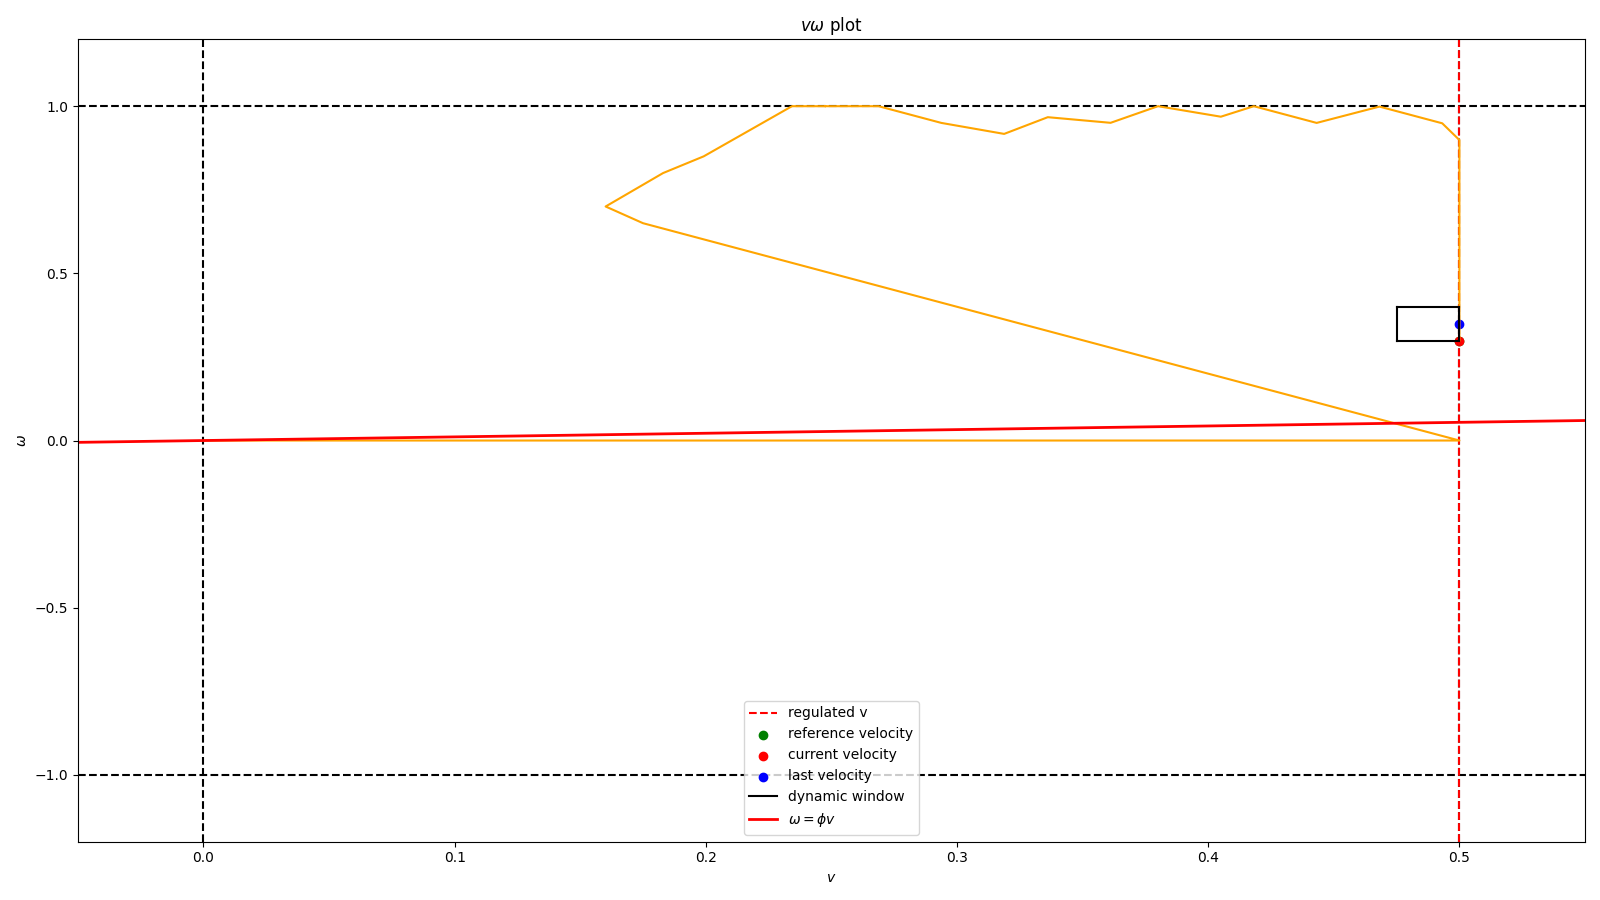 vω plot
1.0
0.5
0.0
−0.5
−1.0
ω
regulated v
reference velocity
current velocity
last velocity
dynamic window
ω = ϕv
0.0 0.1 0.2 0.3 0.4 0.5
v